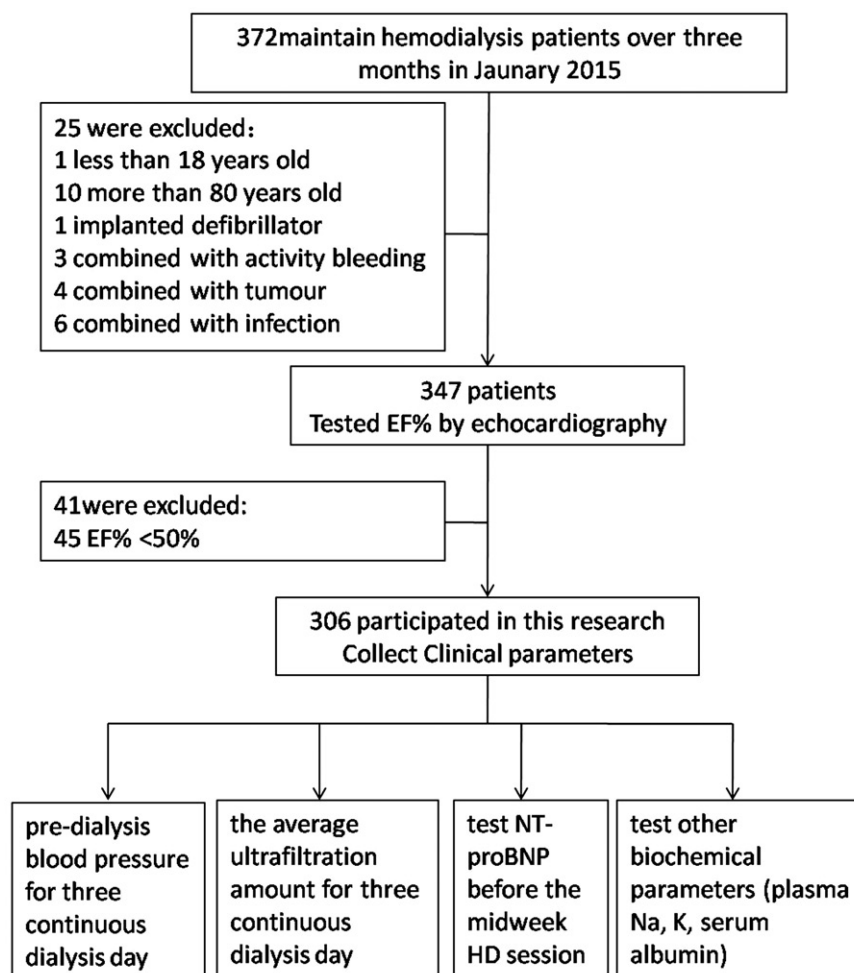 372maintain hemodialysis patients over three
months in Jaunary 2015
25 were excluded:
1 less than 18 years old
10 more than 80 years old
1 implanted defibrillator
3 combined with activity bleeding
4 combined with tumour
6 combined with infection
347 patients
Tested EF% by echocardiography
41were excluded:
45 EF% <50%
306 participated in this research
Collect Clinical parameters
pre-dialysis
blood pressure
for three
continuous
dialysis day
the average
ultrafiltration
amount for three
continuous
dialysis day
test NT-
proBNP
before the
midweek
HD session
test other
biochemical
parameters (plasma
Na, K, serum
albumin)